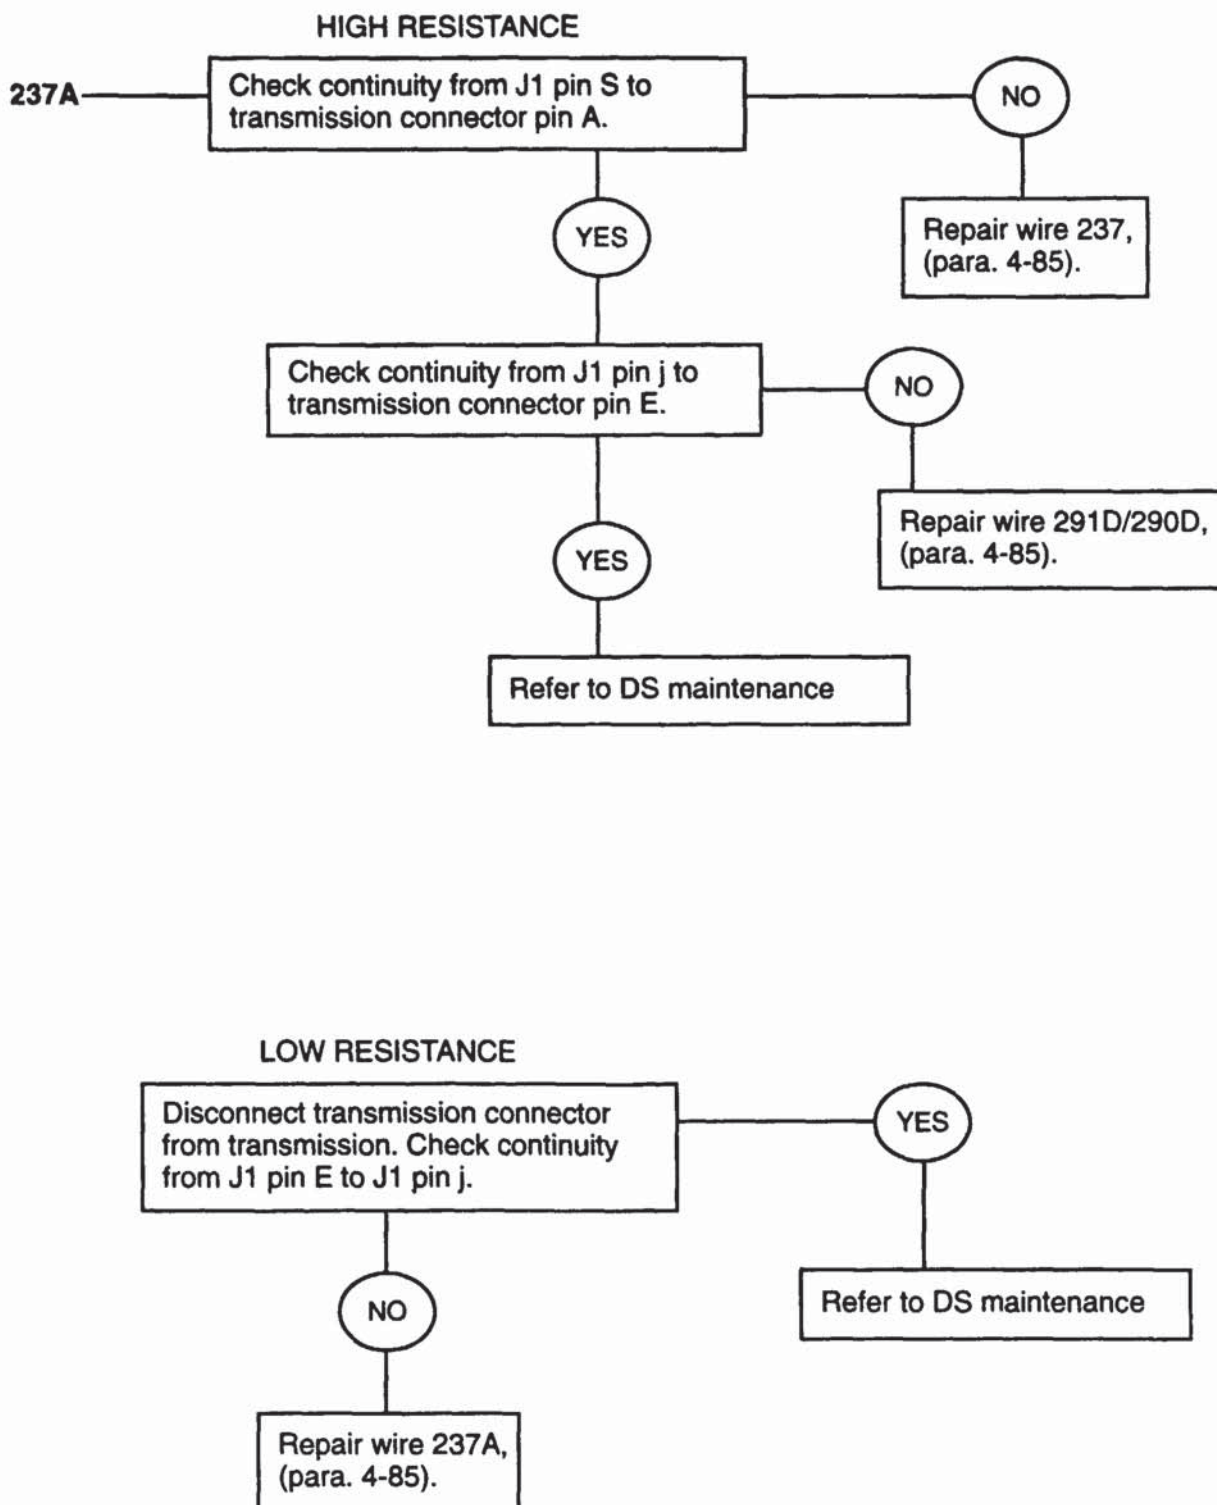 HIGH RESISTANCE
237A
Check continuity from J1 pin S to
transmission connector pin A.
NO
Repair wire 237,
(para. 4-85).
YES
Check continuity from J1 pin j to
transmission connector pin E.
NO
Repair wire 291D/290D,
(para. 4-85).
YES
Refer to DS maintenance
LOW RESISTANCE
Disconnect transmission connector
from transmission. Check continuity
from J1 pin E to J1 pin j.
YES
Refer to DS maintenance
NO
Repair wire 237A,
(para. 4-85).